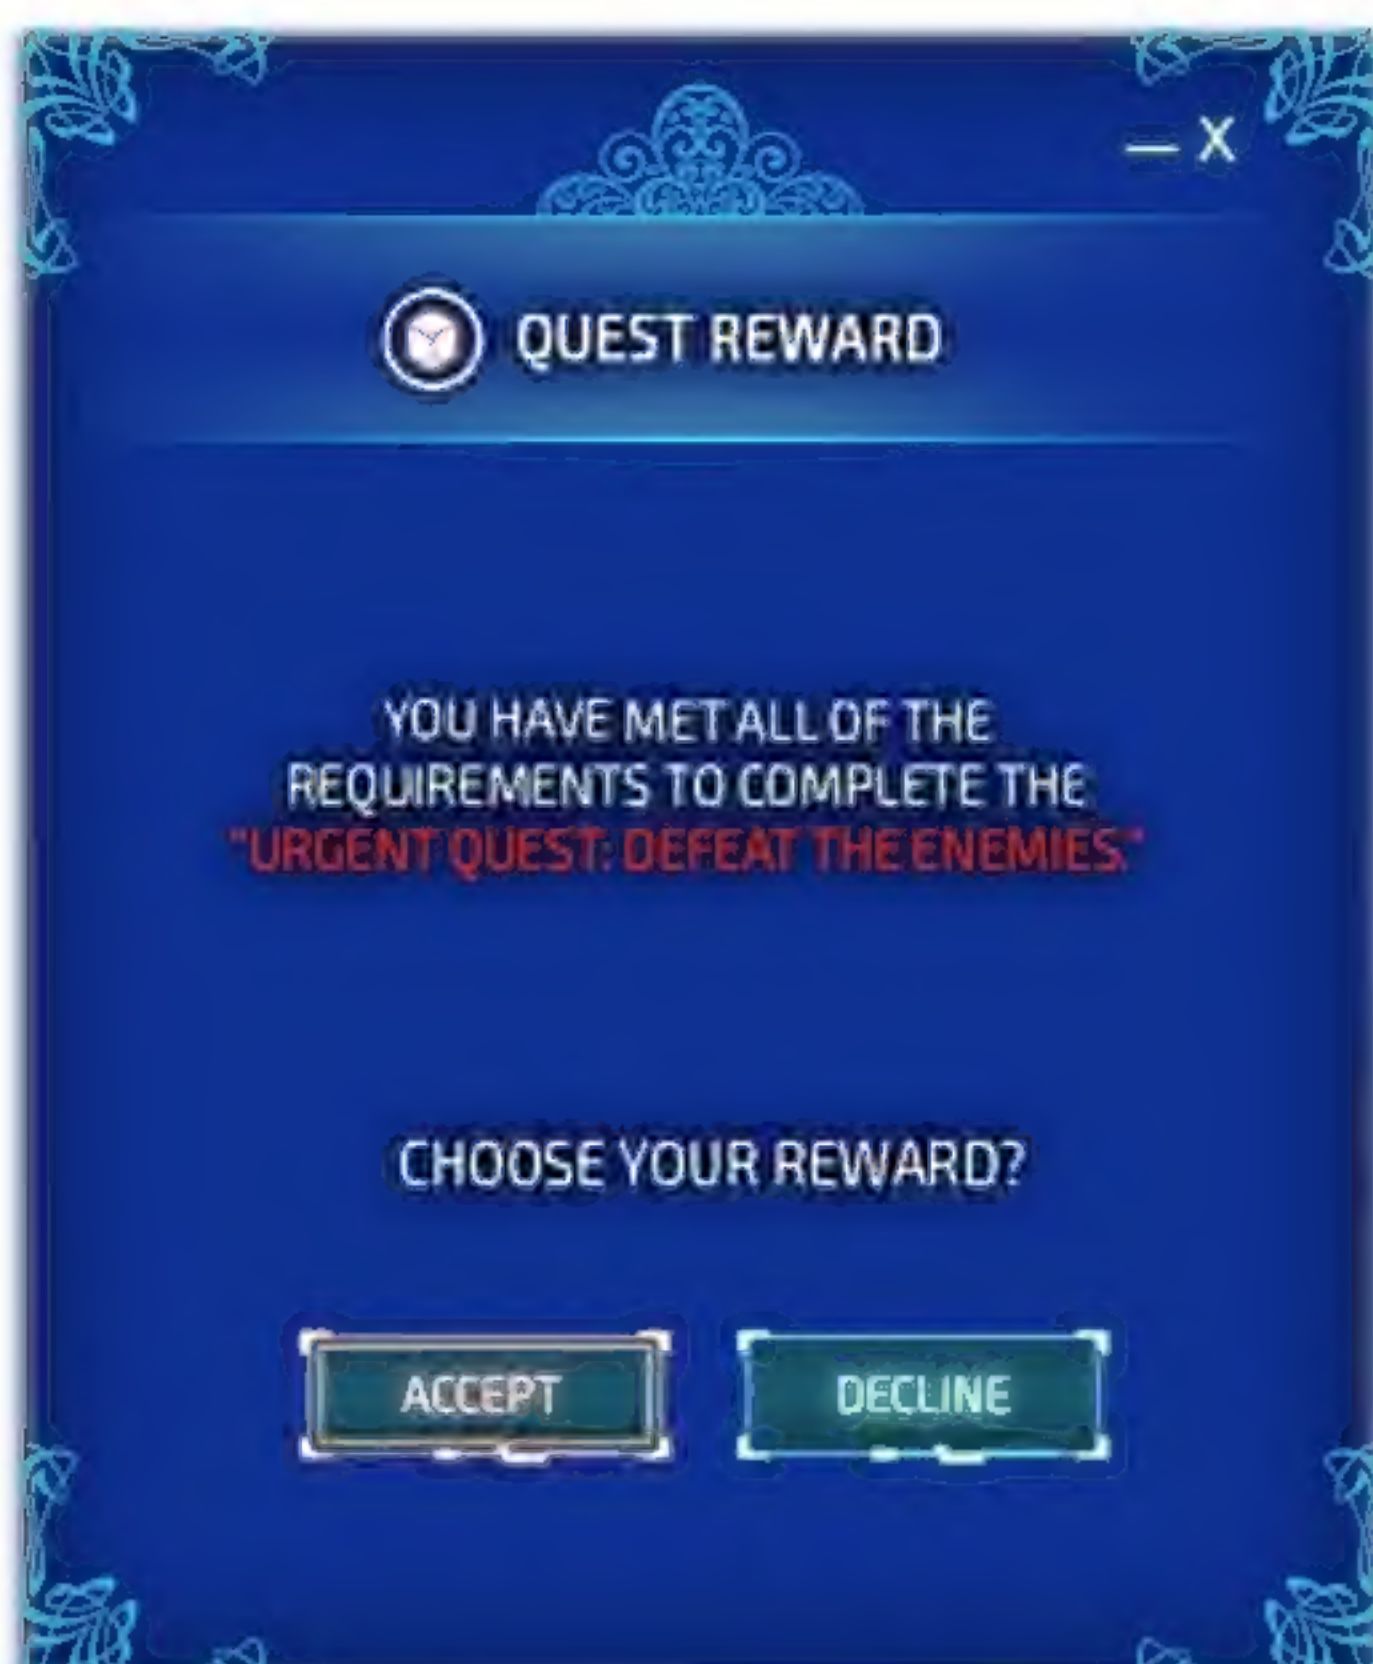 — X
QUEST REWARD
YOU HAVE MET ALL OF THE
REQUIREMENTS TO COMPLETE THE
"URGENT QUEST: DEFEAT THE ENEMIES."
CHOOSE YOUR REWARD?
ACCEPT DECLINE